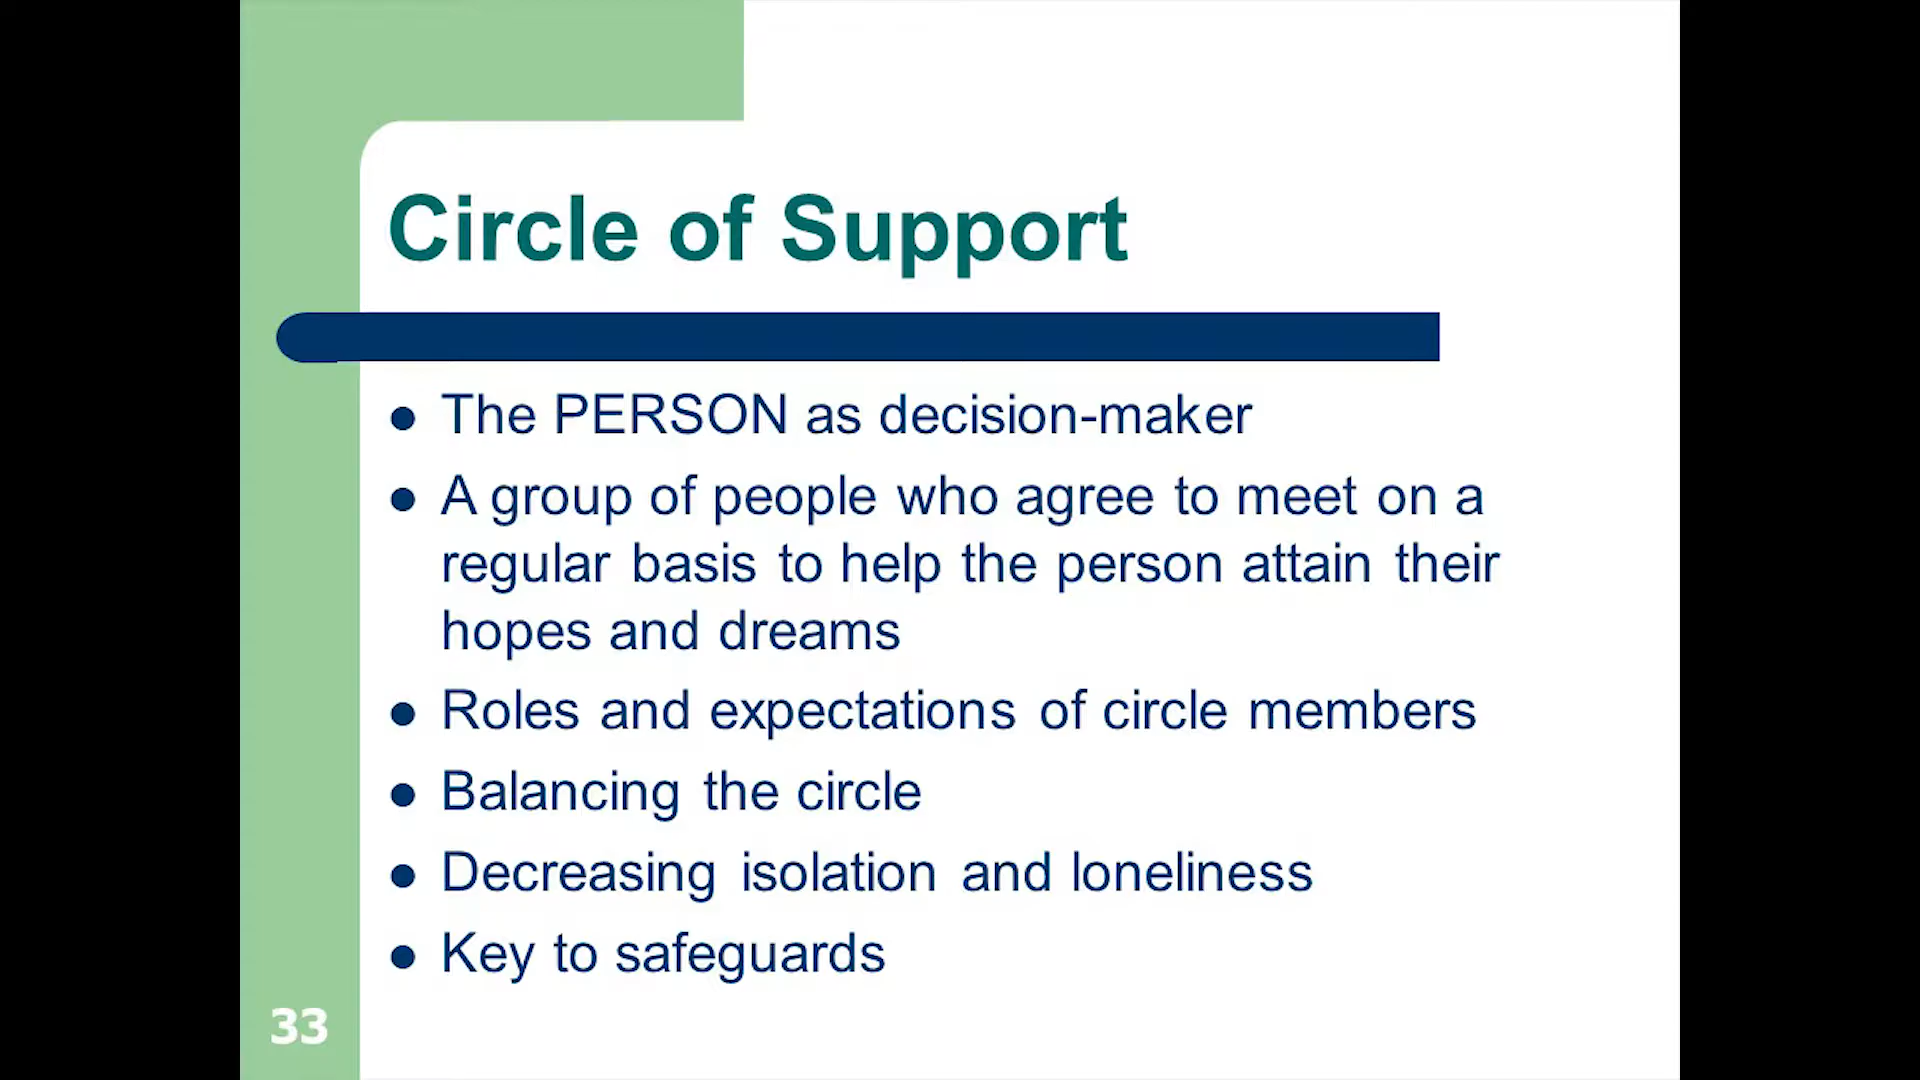 Circle of Support
● The PERSON as decision-maker
● A group of people who agree to meet on a
regular basis to help the person attain their
hopes and dreams
● Roles and expectations of circle members
● Balancing the circle
● Decreasing isolation and loneliness
● Key to safeguards
33